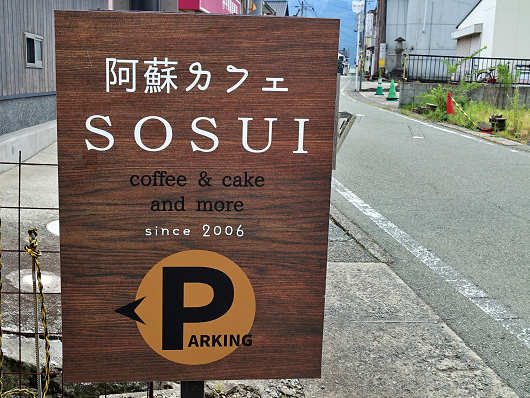 阿蘇カフェ
SOSUI
coffee & cake
and more
since 2006
PARKING